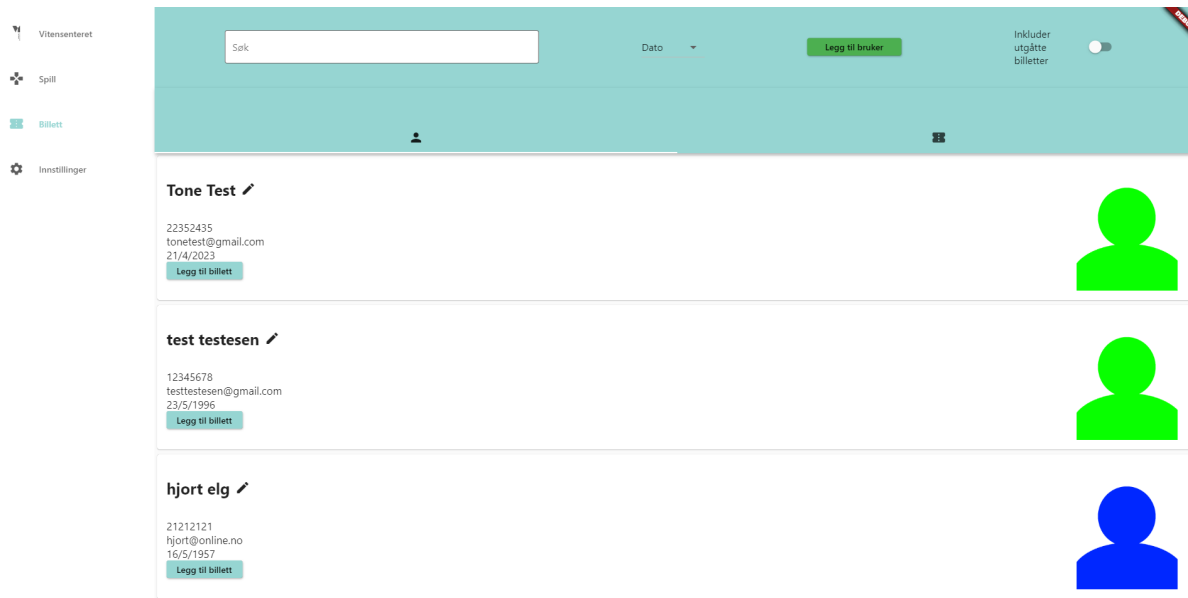 Vitensenteret
Spill
Billett
Innstillinger
Søk
Dato
Legg til bruker
Inkluder
utgåtte
billetter
Tone Test
22352435
tonetest@gmail.com
21/4/2023
Legg til billett
test testesen
12345678
testtestesen@gmail.com
23/5/1996
Legg til billett
hjort elg
21212121
hjort@online.no
16/5/1957
Legg til billett